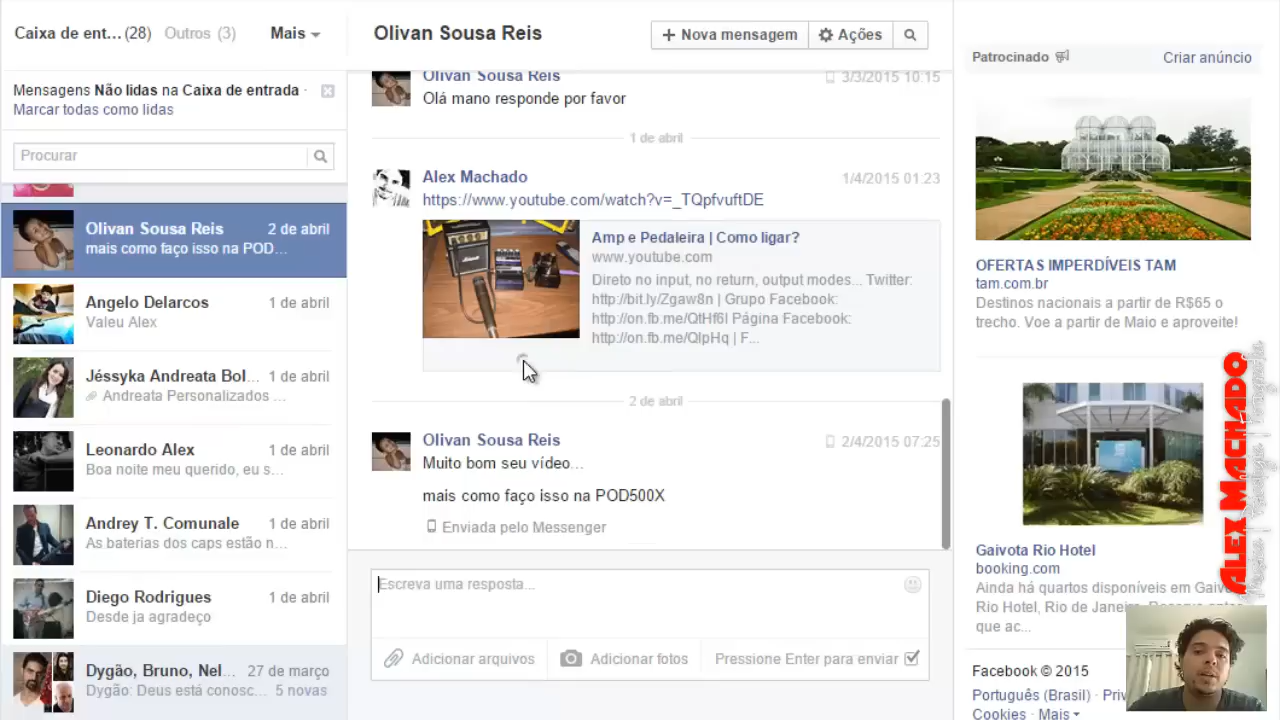 Caixa de ent... (28)
Outros (3)
Mais
Mensagens Não lidas na Caixa de entrada ·
Marcar todas como lidas
Procurar
Olivan Sousa Reis
2 de abril
mais como faço isso na POD...
Angelo Delarcos
1 de abril
Valeu Alex
Jéssyka Andreata Bol...
1 de abril
Andreata Personalizados ...
Leonardo Alex
1 de abril
Boa noite meu querido, eu s...
Andrey T. Comunale
1 de abril
As baterias dos caps estão n...
Diego Rodrigues
1 de abril
Desde ja agradeço
Dygão, Bruno, Nel...
27 de março
Dygão: Deus está conosc...
5 novas
Olivan Sousa Reis
+ Nova mensagem
Ações
Olivan Sousa Reis
3/3/2015 10:15
Olá mano responde por favor
1 de abril
Alex Machado
1/4/2015 01:23
https://www.youtube.com/watch?v=_TQpfvuftDE
Amp e Pedaleira | Como ligar?
www.youtube.com
Direto no input, no return, output modes... Twitter:
http://bit.ly/Zgaw8n | Grupo Facebook:
http://on.fb.me/QtHf6I Página Facebook:
http://on.fb.me/QlpHq | F...
2 de abril
Olivan Sousa Reis
2/4/2015 07:25
Muito bom seu vídeo...
mais como faço isso na POD500X
Enviada pelo Messenger
Escreva uma resposta...
Adicionar arquivos
Adicionar fotos
Pressione Enter para enviar
Patrocinado
Criar anúncio
OFERTAS IMPERDÍVEIS TAM
tam.com.br
Destinos nacionais a partir de R$65 o
trecho. Voe a partir de Maio e aproveite!
Gaivota Rio Hotel
booking.com
Ainda há quartos disponíveis em Gaiv
Rio Hotel, Rio de Janeiro.
que ac...
Facebook © 2015
Português (Brasil) · Priv
Cookies · Mais
ALEX MACHADO